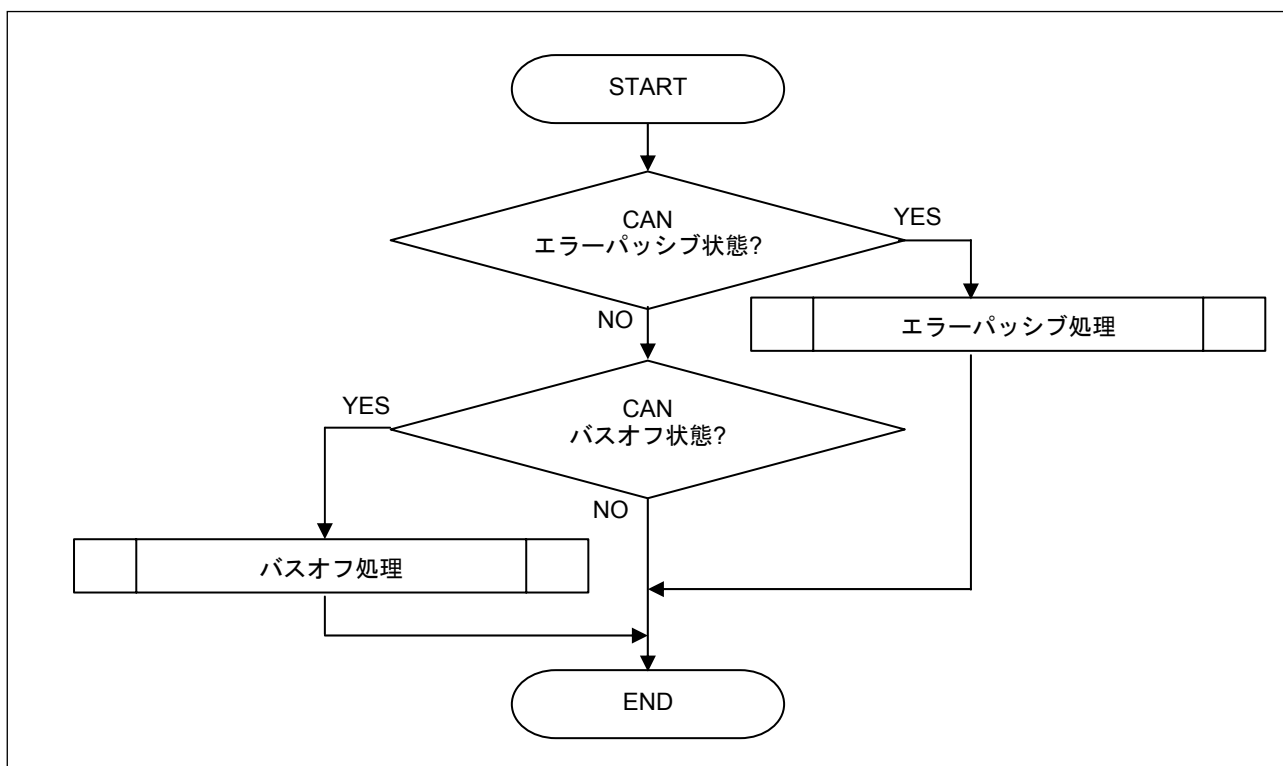 START
CAN
エラーパッシブ状態?
YES
NO
エラーパッシブ処理
CAN
バスオフ状態?
YES
NO
バスオフ処理
END